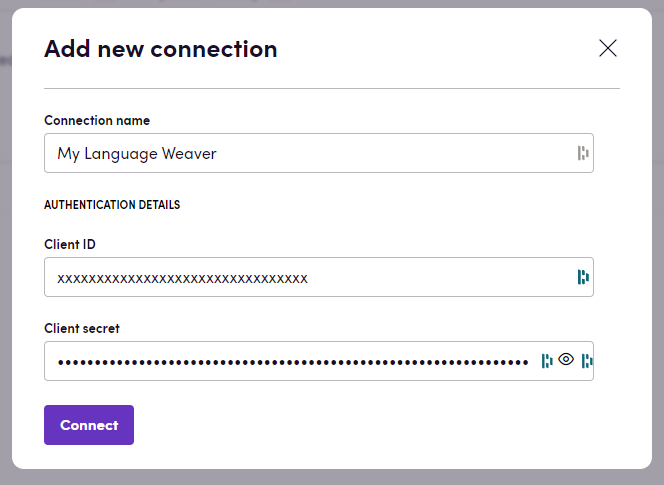 Add new connection
Connection name
My Language Weaver
AUTHENTICATION DETAILS
Client ID
xxxxxxxxxxxxxxxxxxxxxxxxxxxxxxxx
Client secret
••••••••••••••••••••••••••••••••••••••••••••••••••••••••••••••••
Connect